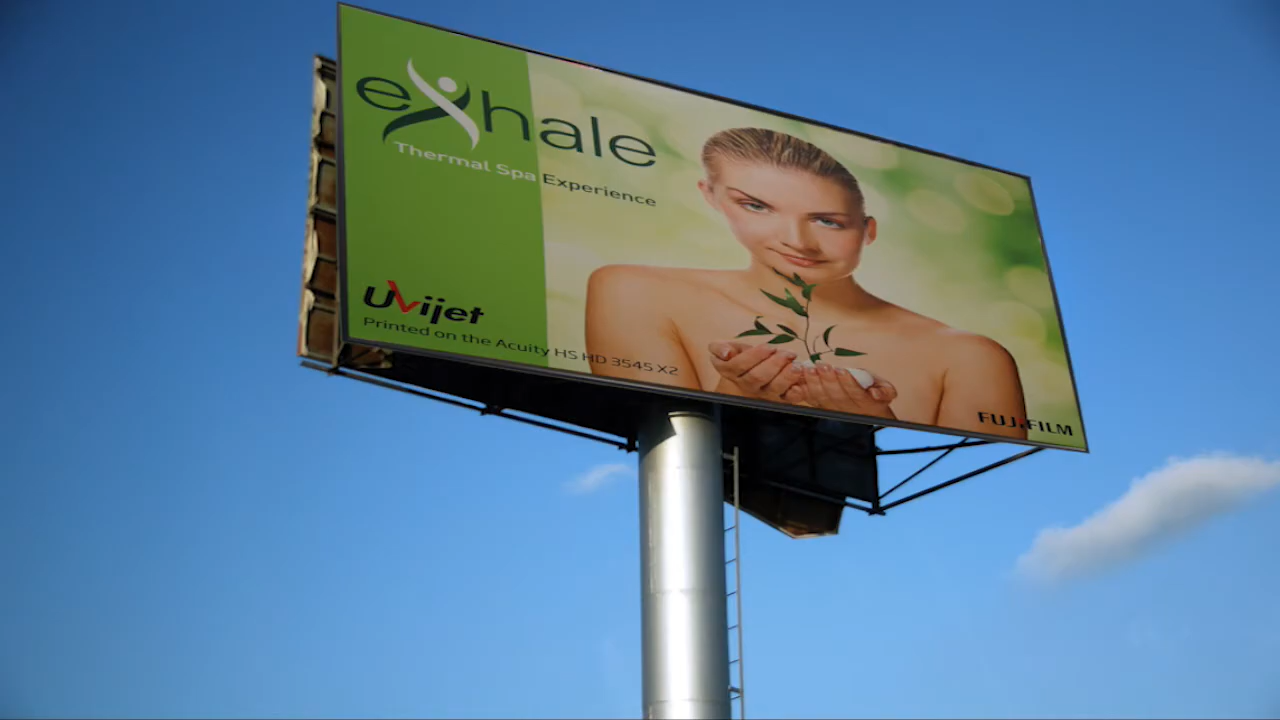 exhale
Thermal Spa Experience
Uvijet
Printed on the Acuity HS HD 3545 X2
FUJIFILM